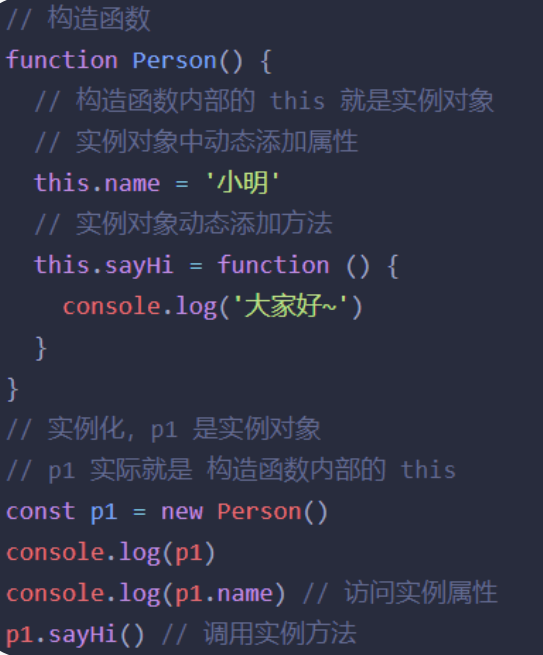 // 构造函数
function Person() {
  // 构造函数内部的 this 就是实例对象
  // 实例对象中动态添加属性
  this.name = '小明'
  // 实例对象动态添加方法
  this.sayHi = function () {
    console.log('大家好~')
  }
}
// 实例化，p1 是实例对象
// p1 实际就是 构造函数内部的 this
const p1 = new Person()
console.log(p1)
console.log(p1.name) // 访问实例属性
p1.sayHi() // 调用实例方法